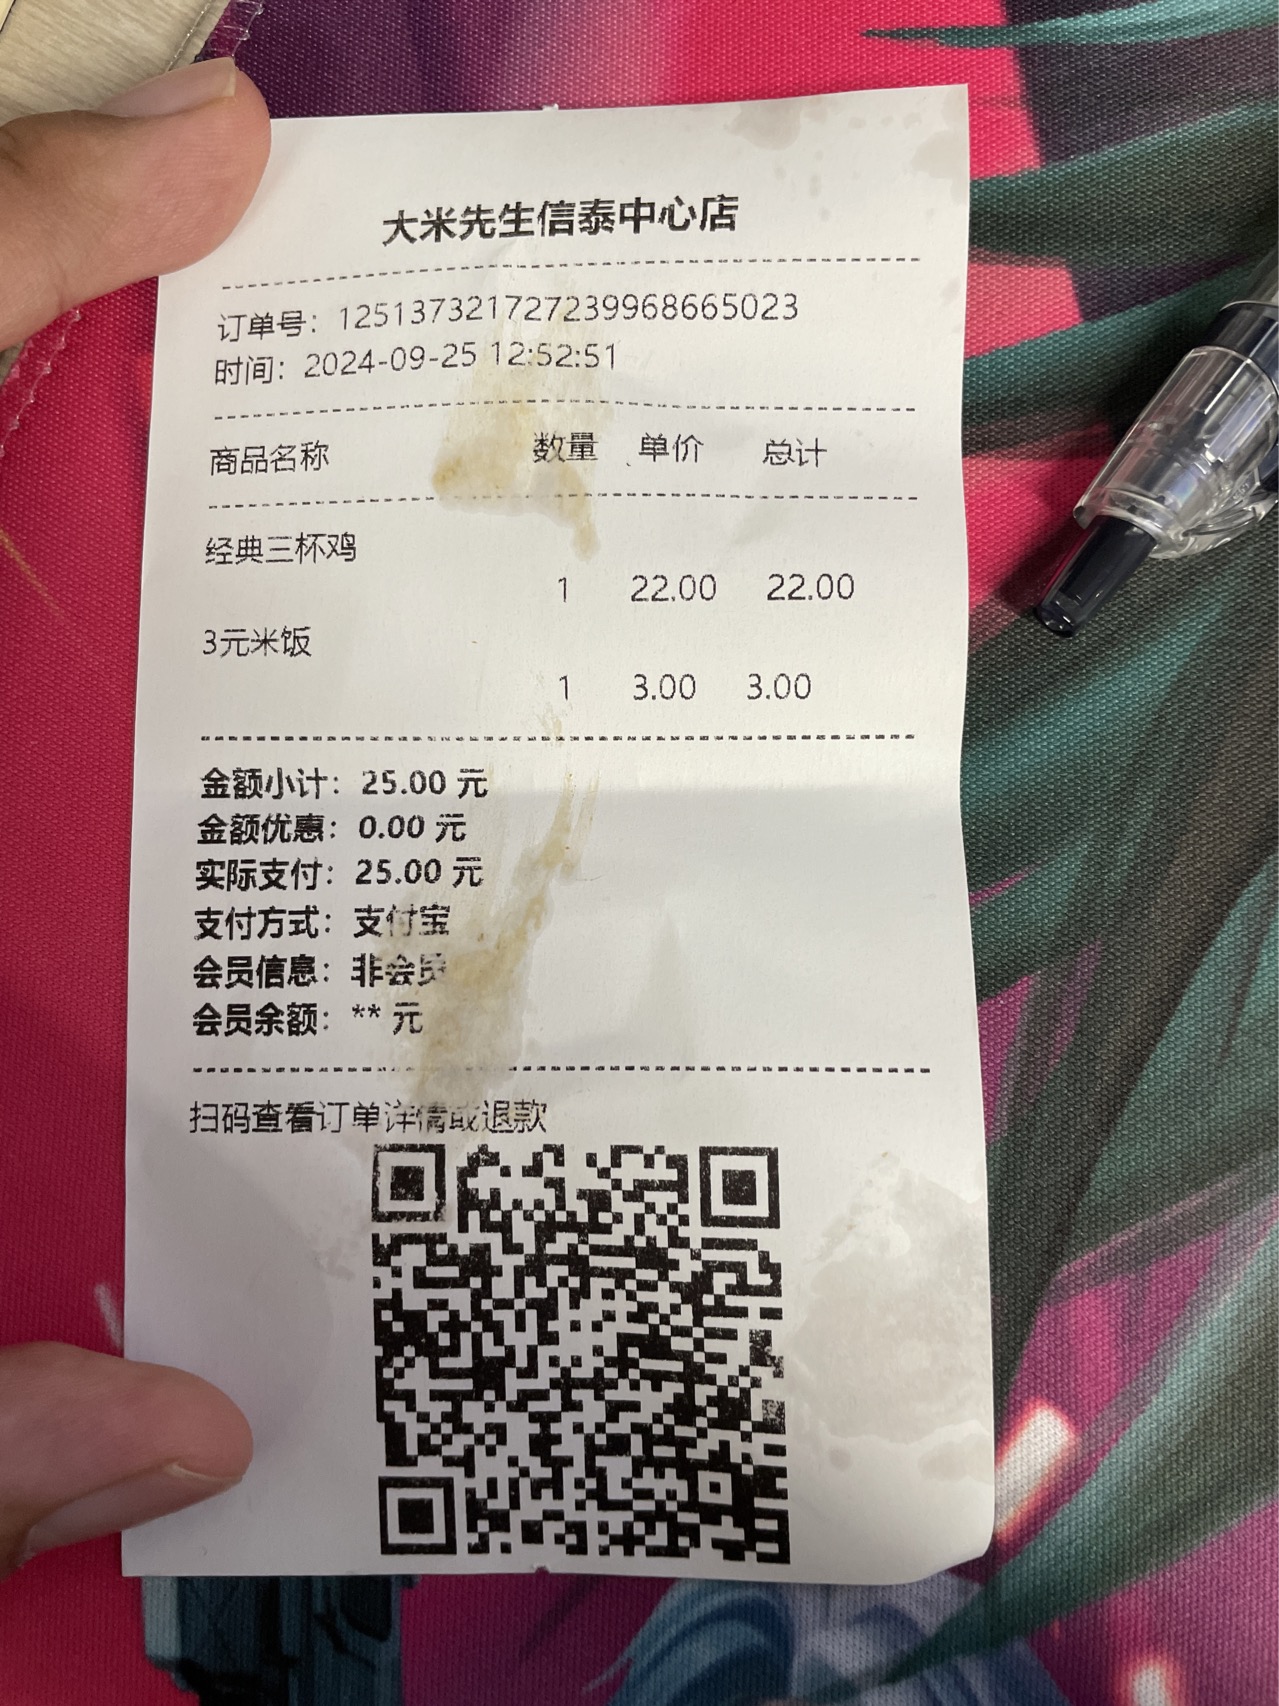 大米先生信泰中心店
订单号：1251373217272399686​65023
时间：2024-09-25 12:52:51
商品名称 数量 单价 总计
经典三杯鸡
1 22.00 22.00
3元米饭
1 3.00 3.00
金额小计：25.00 元
金额优惠：0.00 元
实际支付：25.00 元
支付方式：支付宝
会员信息：非会员
会员余额：** 元
扫码查看订单详情或退款